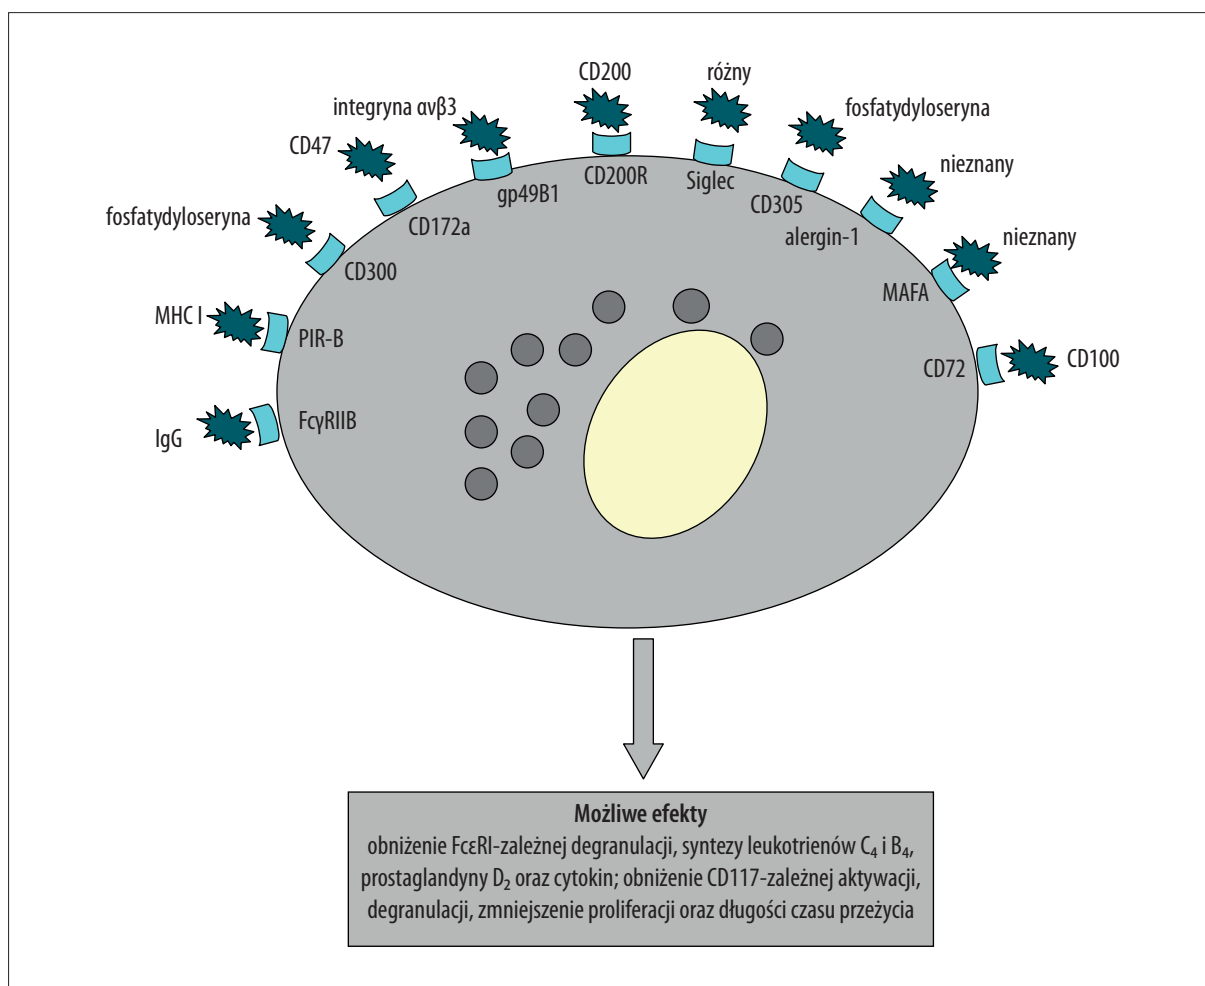 CD200
różny
integryna αvβ3
fosfatydyloseryna
CD47
nieznany
CD200R
Siglec
gp49B1
CD305
fosfatydyloseryna
CD172a
alergin-1
nieznany
CD300
MAFA
MHC I
PIR-B
CD72
CD100
IgG
FcγRIIB
Możliwe efekty
obniżenie FcεRI-zależnej degranulacji, syntezy leukotrienów C₄ i B₄,
prostaglandyny D₂ oraz cytokin; obniżenie CD117-zależnej aktywacji,
degranulacji, zmniejszenie proliferacji oraz długości czasu przeżycia